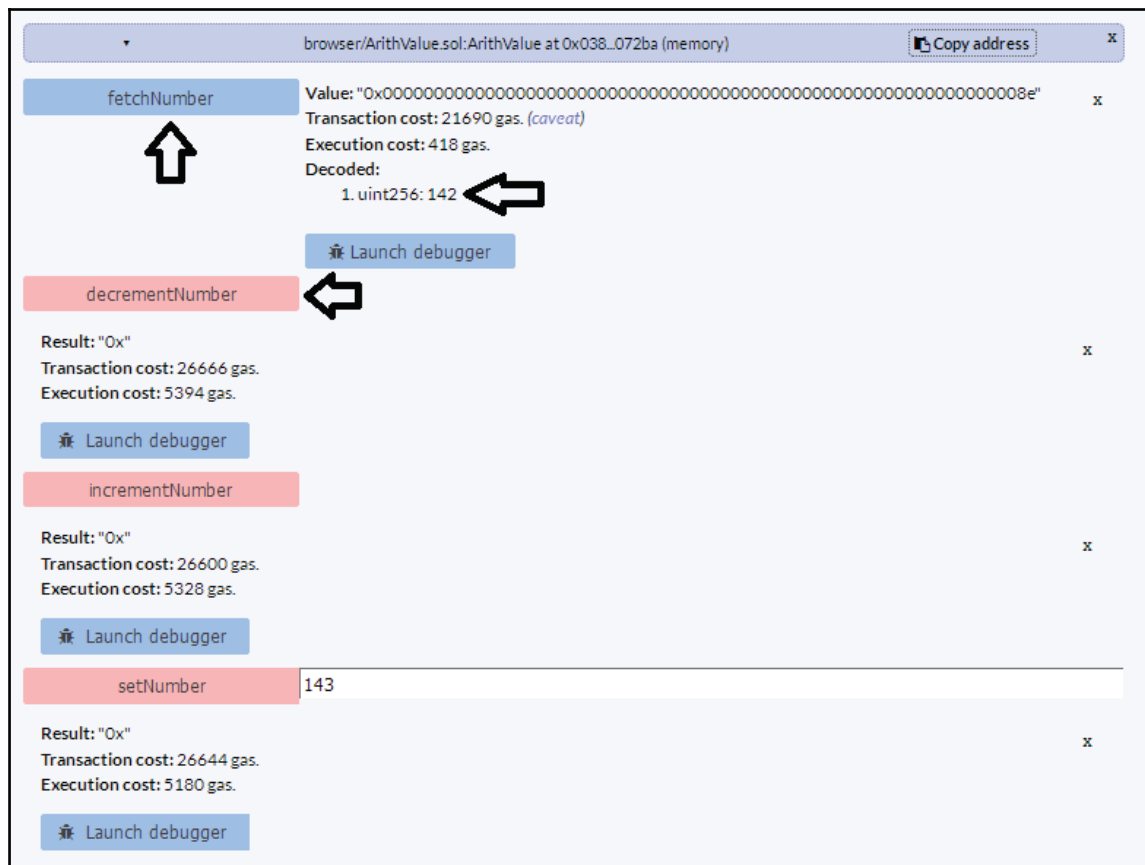 browser/ArithValue.sol:ArithValue at 0x038...072ba (memory) Copy address x
fetchNumber
Value: "0x000000000000000000000000000000000000000000000000000000000000008e" x
Transaction cost: 21690 gas. (caveat)
Execution cost: 418 gas.
Decoded:
1. uint256: 142
Launch debugger
decrementNumber
Result: "0x" x
Transaction cost: 26666 gas.
Execution cost: 5394 gas.
Launch debugger
incrementNumber
Result: "0x" x
Transaction cost: 26600 gas.
Execution cost: 5328 gas.
Launch debugger
setNumber 143
Result: "0x" x
Transaction cost: 26644 gas.
Execution cost: 5180 gas.
Launch debugger